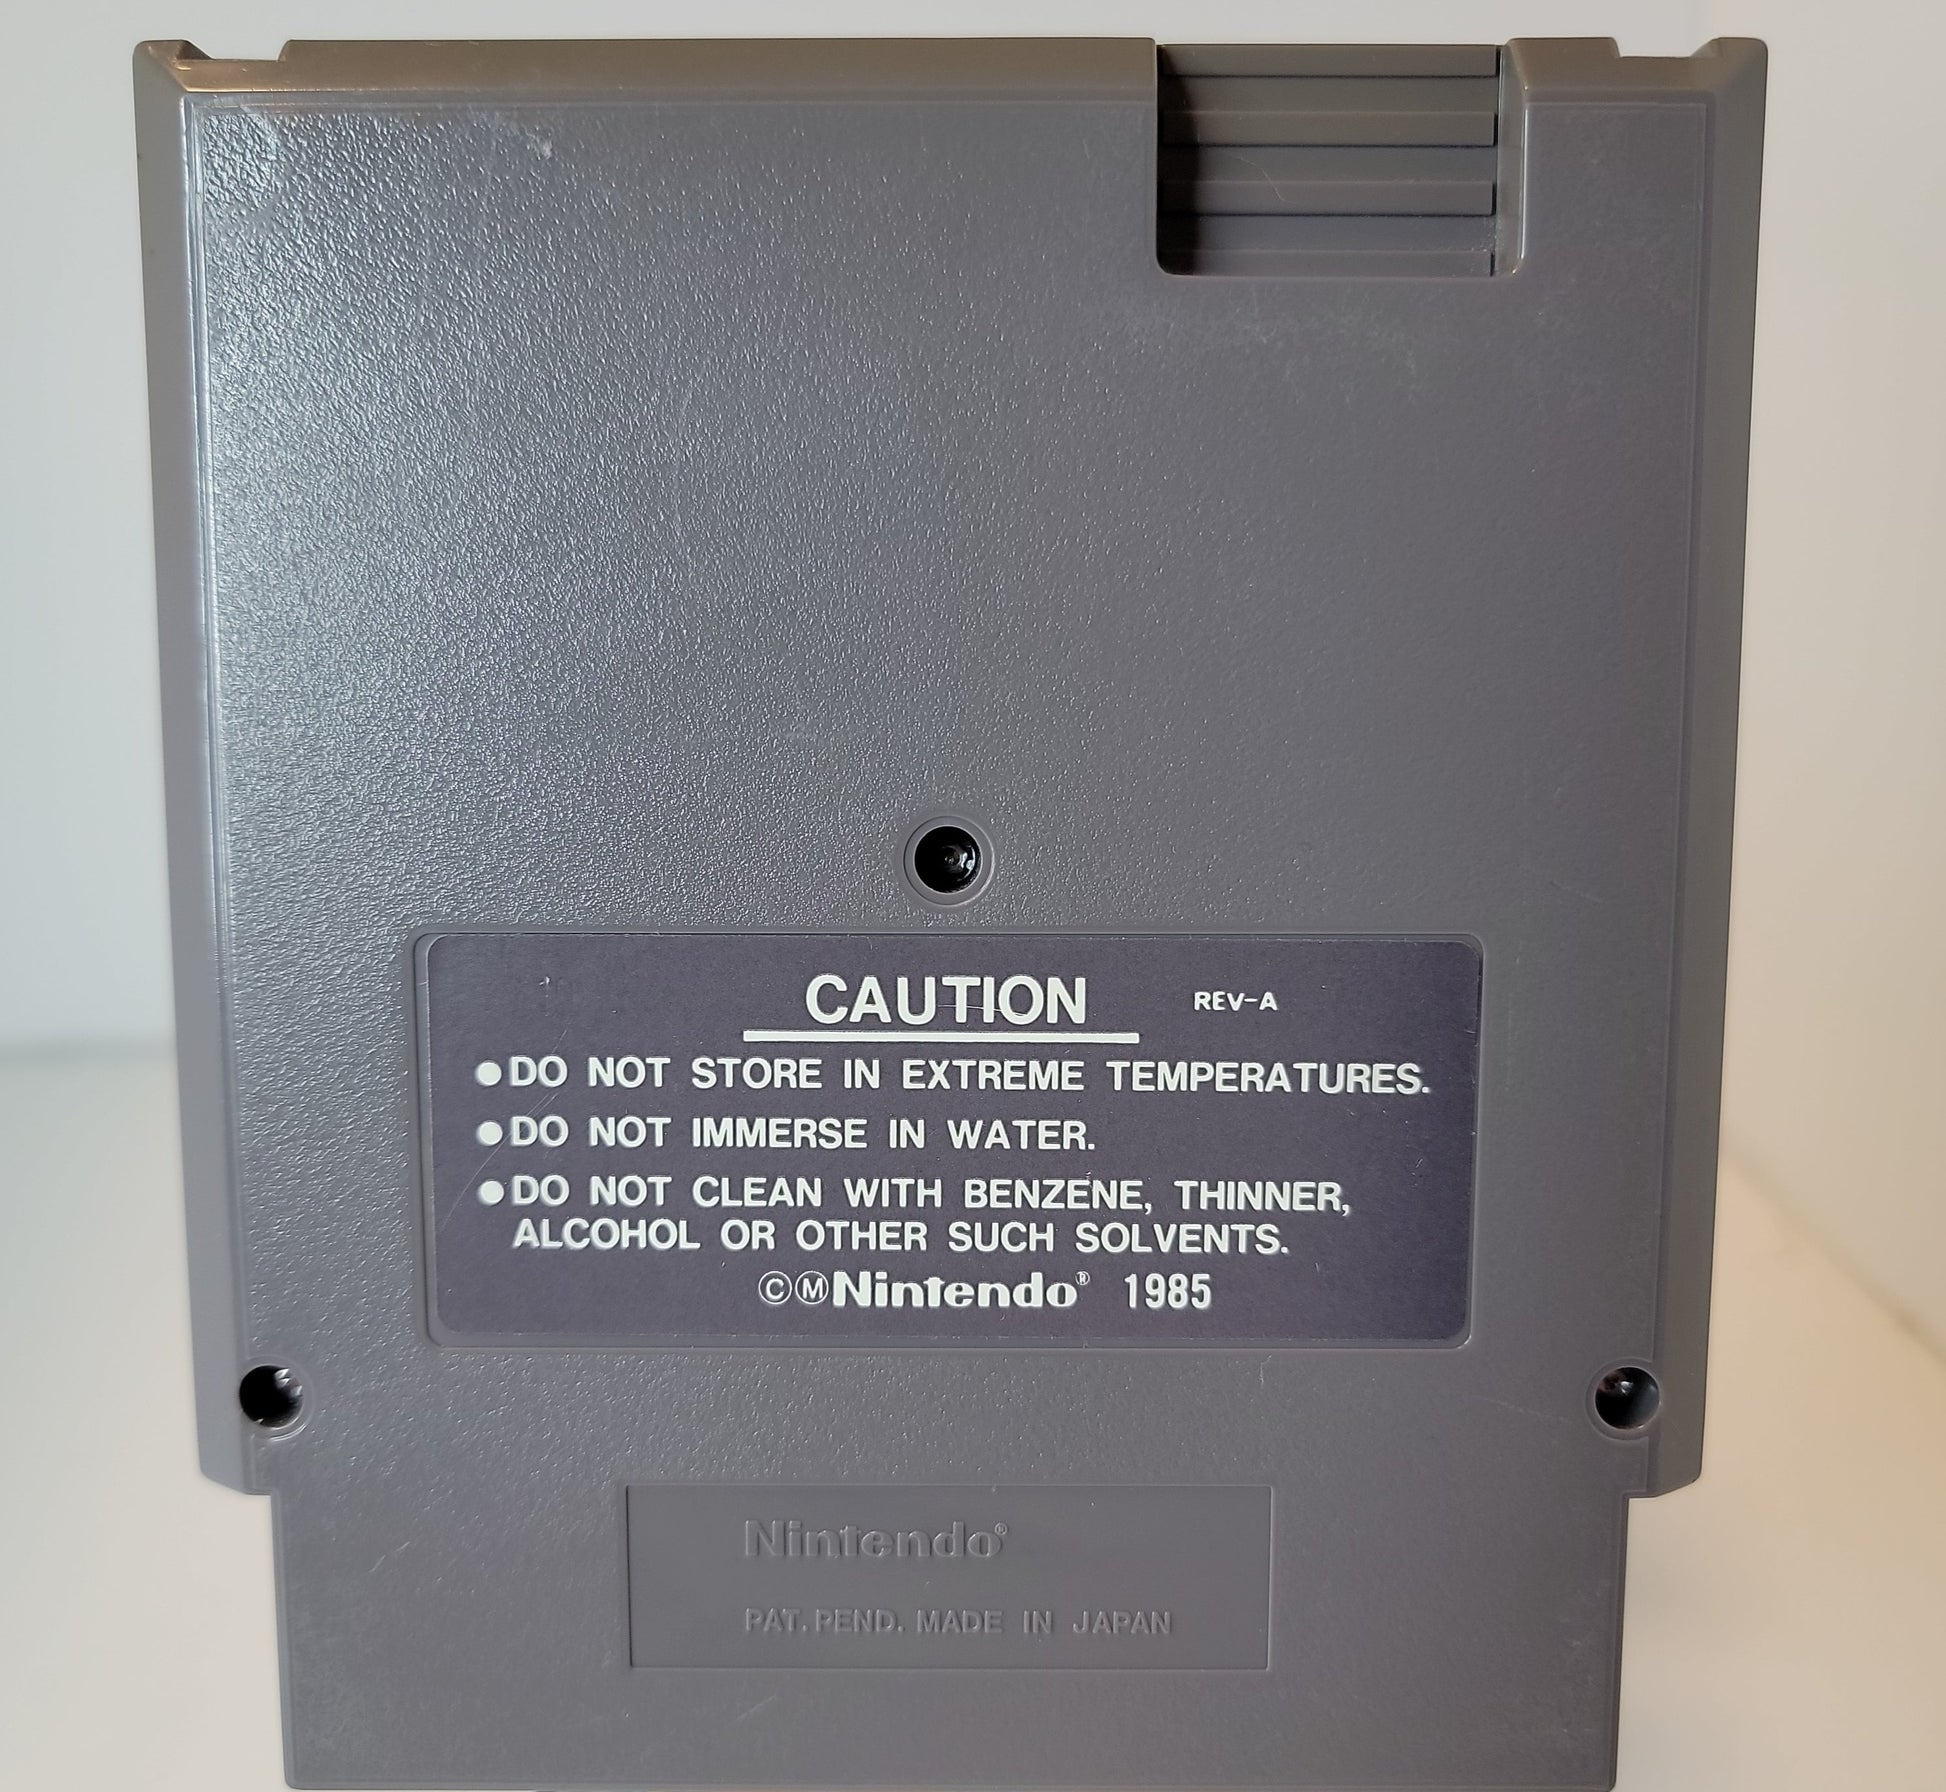 CAUTION REV-A
●DO NOT STORE IN EXTREME TEMPERATURES.
●DO NOT IMMERSE IN WATER.
●DO NOT CLEAN WITH BENZENE, THINNER,
ALCOHOL OR OTHER SUCH SOLVENTS.
©ⓂNintendo® 1985
Nintendo®
PAT. PEND. MADE IN JAPAN